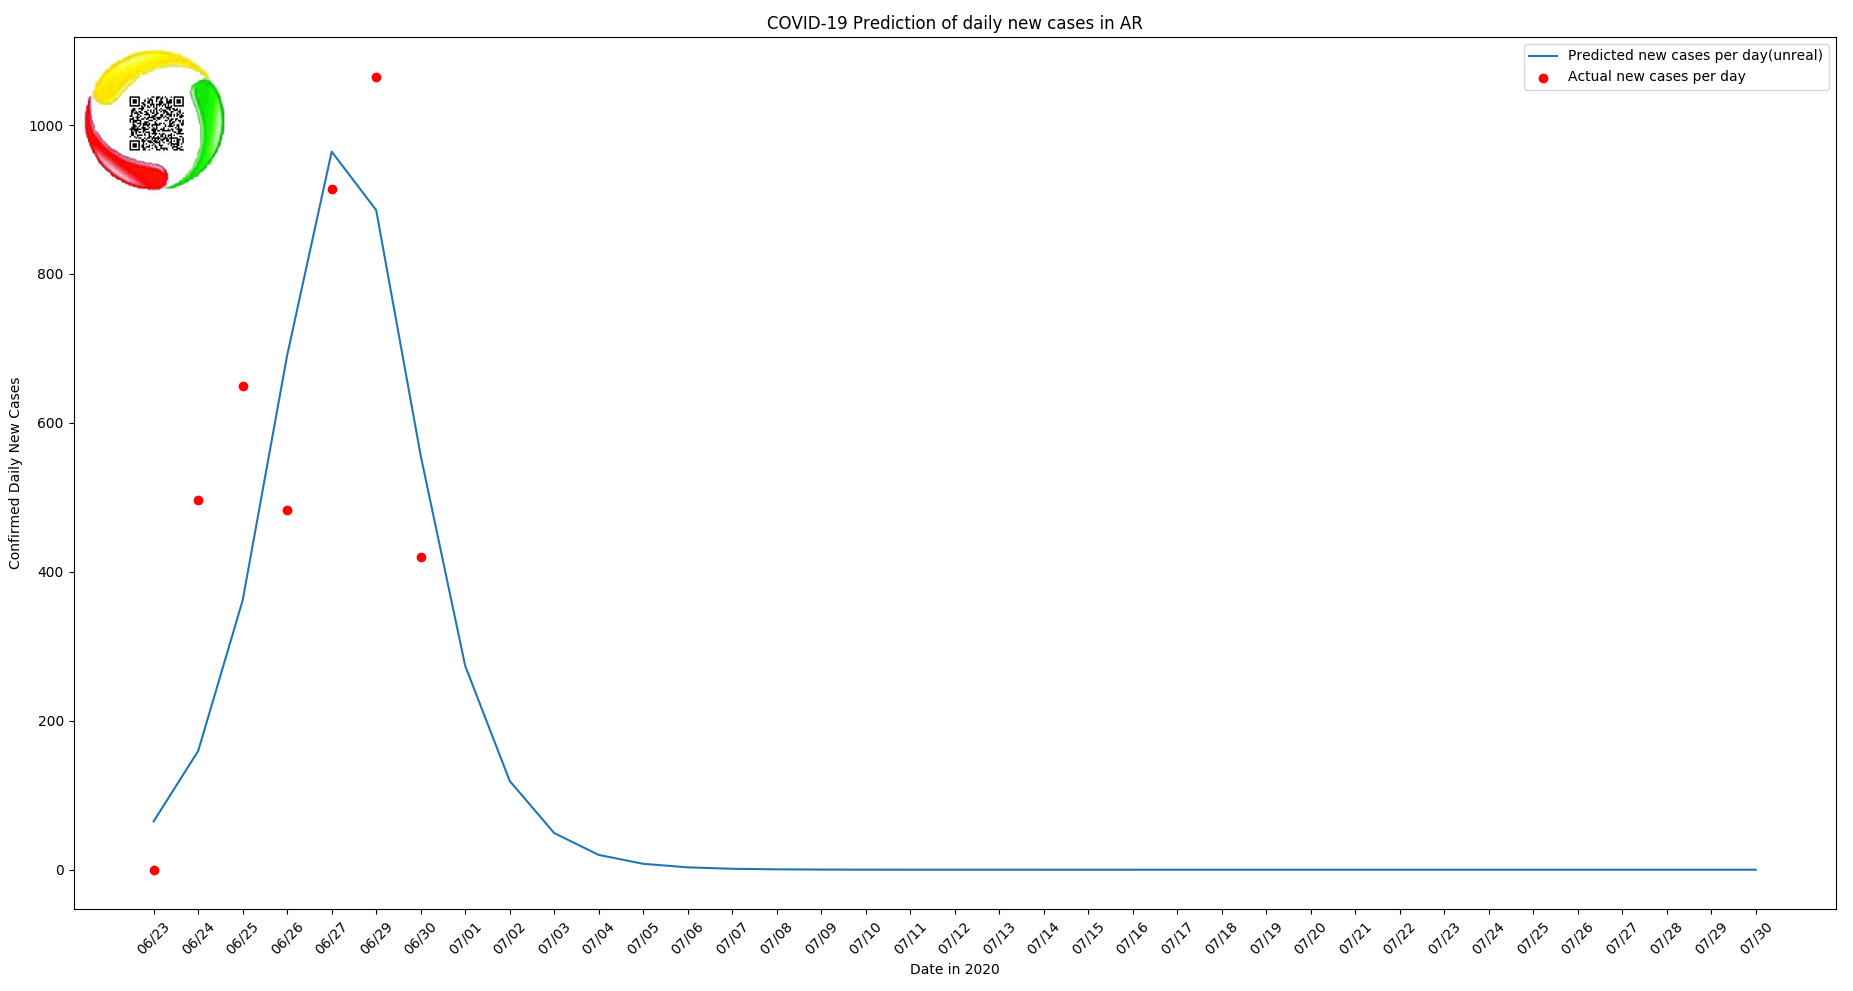 COVID-19 Prediction of daily new cases in AR
Predicted new cases per day(unreal)
Actual new cases per day
Confirmed Daily New Cases
1000
800
600
400
200
0
06/23 06/24 06/25 06/26 06/27 06/29 06/30 07/01 07/02 07/03 07/04 07/05 07/06 07/07 07/08 07/09 07/10 07/11 07/12 07/13 07/14 07/15 07/16 07/17 07/18 07/19 07/20 07/21 07/22 07/23 07/24 07/25 07/26 07/27 07/28 07/29 07/30
Date in 2020